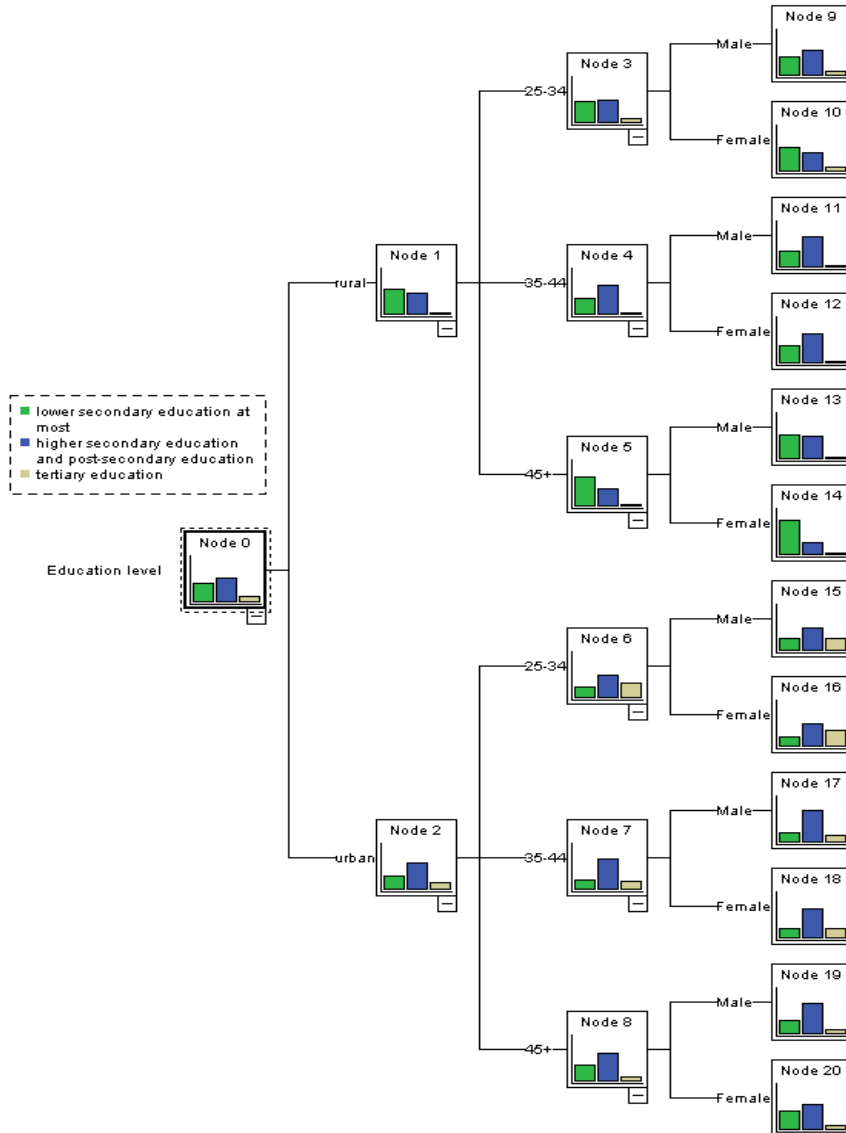 Node 9
Male
Node 3
25-34
Node 10
Female
Node 11
Male
Node 1
Node 4
rural
35-44
Node 12
Female
lower secondary education at
most
higher secondary education
and post-secondary education
tertiary education
Node 13
Male
Node 5
45+
Node 14
Female
Node 0
Education level
Node 15
Male
Node 6
25-34
Node 16
Female
Node 17
Male
Node 2
Node 7
urban
35-44
Node 18
Female
Node 19
Male
Node 8
45+
Node 20
Female